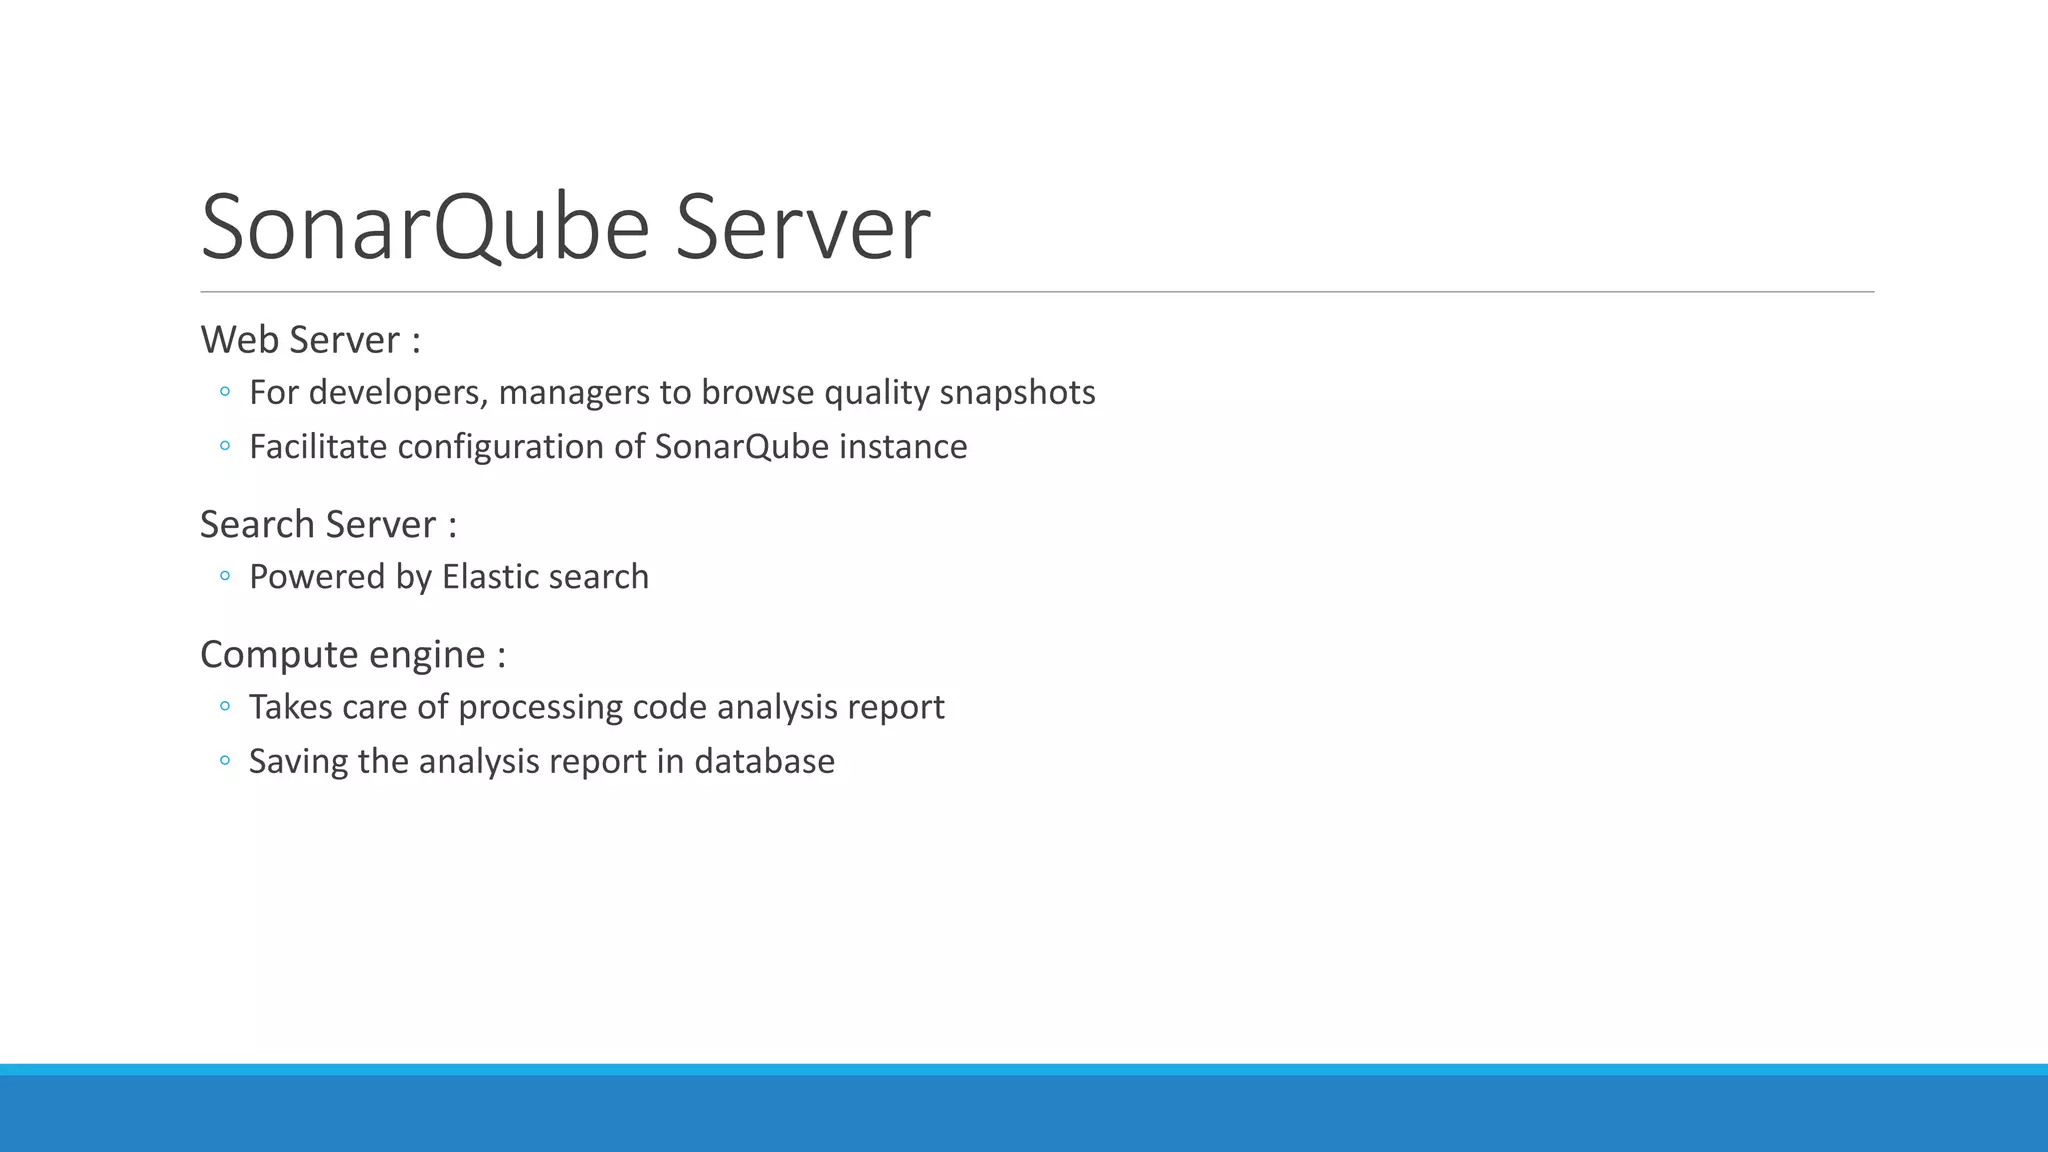 SonarQube Server
Web Server :
◦ For developers, managers to browse quality snapshots
◦ Facilitate configuration of SonarQube instance
Search Server :
◦ Powered by Elastic search
Compute engine :
◦ Takes care of processing code analysis report
◦ Saving the analysis report in database